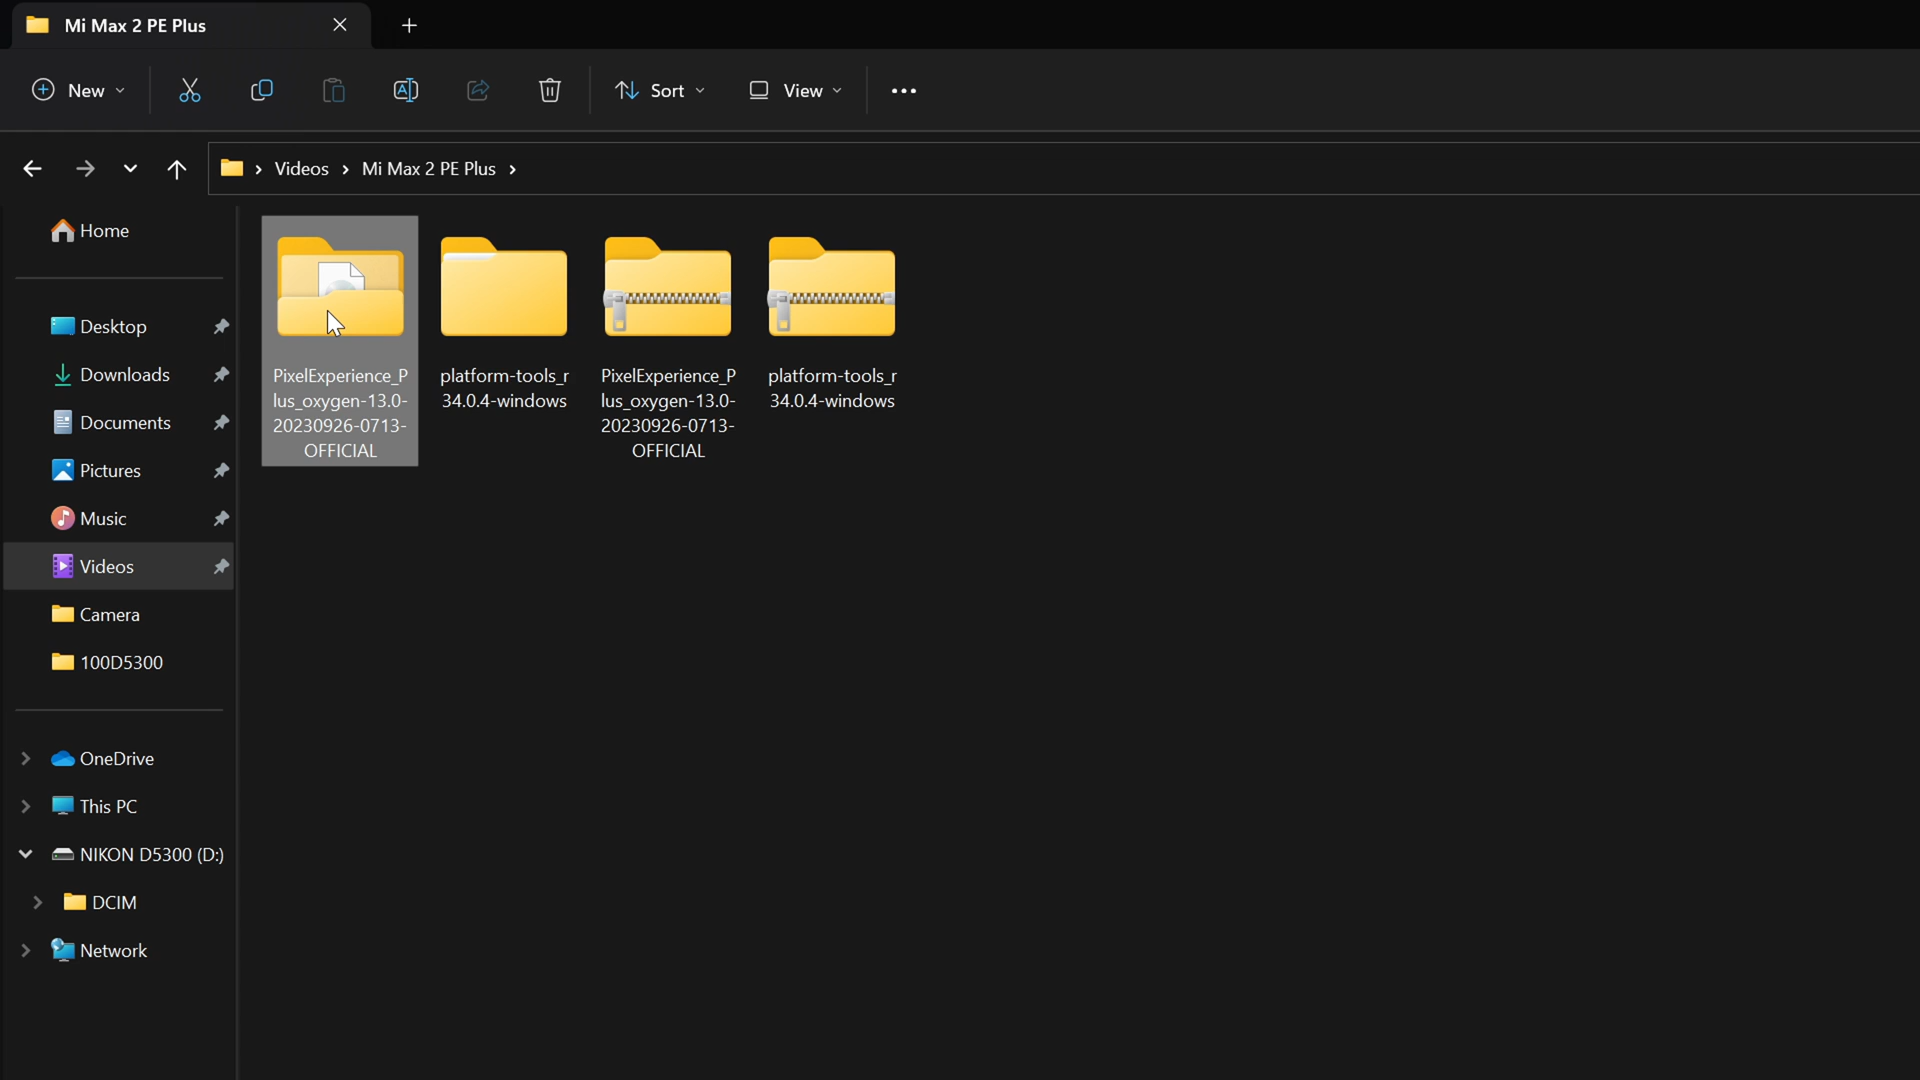 Mi Max 2 PE Plus
New
Sort
View
Videos
Mi Max 2 PE Plus
Home
Desktop
Downloads
Documents
Pictures
Music
Videos
Camera
100D5300
OneDrive
This PC
NIKON D5300 (D:)
DCIM
Network
PixelExperience_P
lus_oxygen-13.0-
20230926-0713-
OFFICIAL
platform-tools_r
34.0.4-windows
PixelExperience_P
lus_oxygen-13.0-
20230926-0713-
OFFICIAL
platform-tools_r
34.0.4-windows